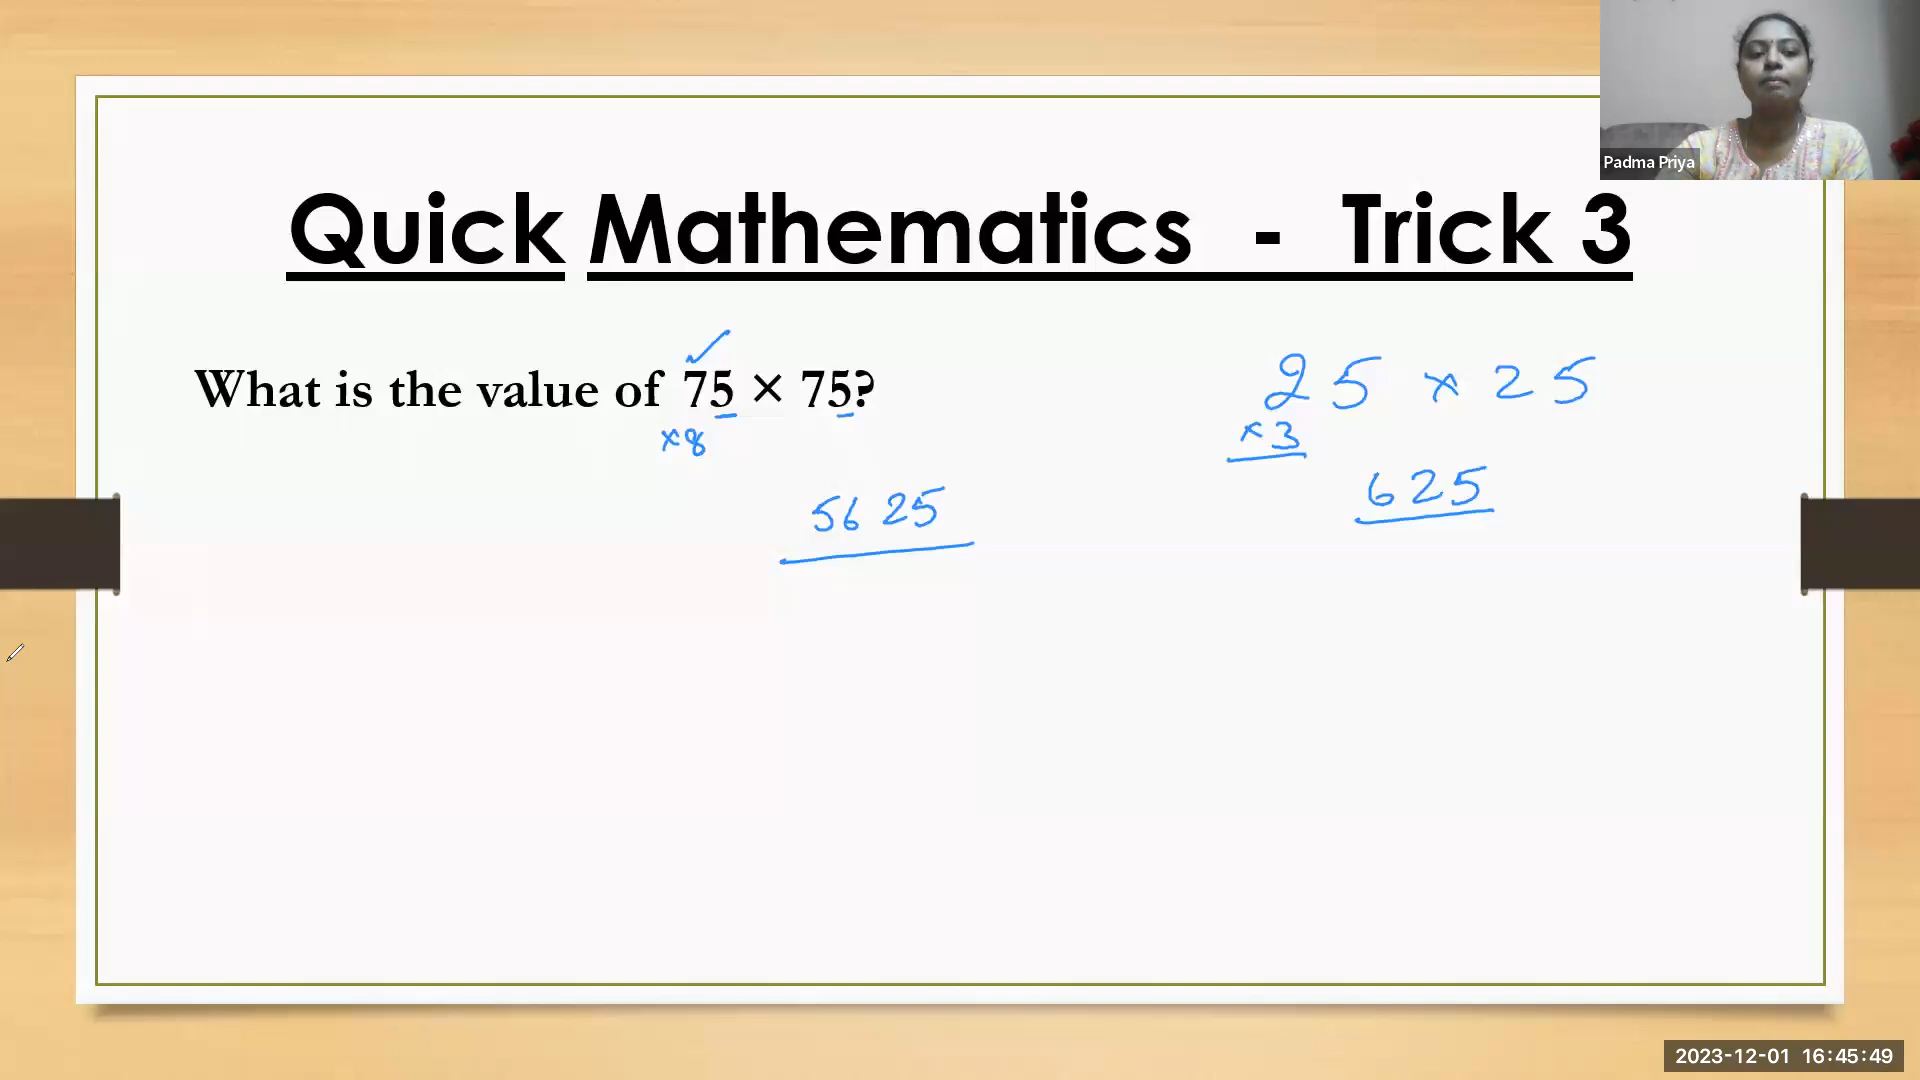 Padma Priya
Quick Mathematics - Trick 3
What is the value of 75 × 75?
×8
5625
25 × 25
×3
625
2023-12-01 16:45:49